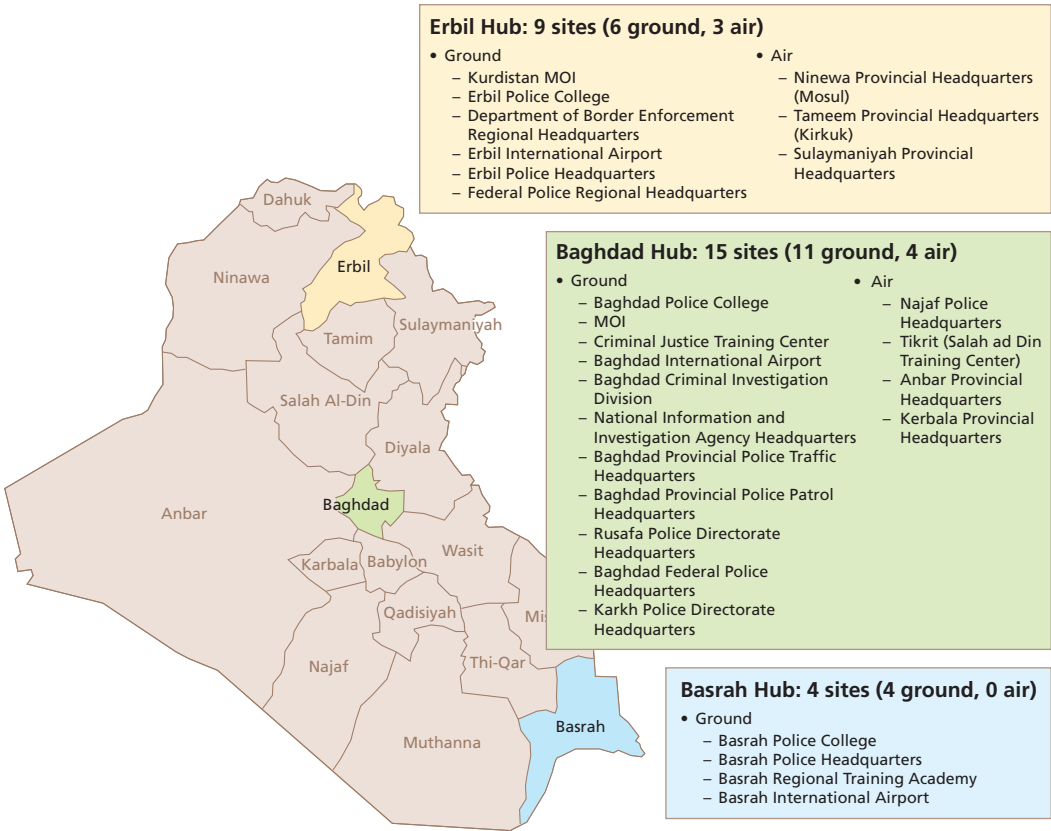 Erbil Hub: 9 sites (6 ground, 3 air)
• Ground
– Kurdistan MOI
– Erbil Police College
– Department of Border Enforcement
Regional Headquarters
– Erbil International Airport
– Erbil Police Headquarters
– Federal Police Regional Headquarters
• Air
– Ninewa Provincial Headquarters
(Mosul)
– Tameem Provincial Headquarters
(Kirkuk)
– Sulaymaniyah Provincial
Headquarters
Baghdad Hub: 15 sites (11 ground, 4 air)
• Ground
– Baghdad Police College
– MOI
– Criminal Justice Training Center
– Baghdad International Airport
– Baghdad Criminal Investigation
Division
– National Information and
Investigation Agency Headquarters
– Baghdad Provincial Police Traffic
Headquarters
– Baghdad Provincial Police Patrol
Headquarters
– Rusafa Police Directorate
Headquarters
– Baghdad Federal Police
Headquarters
– Karkh Police Directorate
Headquarters
• Air
– Najaf Police
Headquarters
– Tikrit (Salah ad Din
Training Center)
– Anbar Provincial
Headquarters
– Kerbala Provincial
Headquarters
Basrah Hub: 4 sites (4 ground, 0 air)
• Ground
– Basrah Police College
– Basrah Police Headquarters
– Basrah Regional Training Academy
– Basrah International Airport
Dahuk
Ninawa
Erbil
Tamim
Sulaymaniyah
Salah Al-Din
Diyala
Anbar
Baghdad
Karbala
Babylon
Wasit
Qadisiyah
Najaf
Thi-Qar
Muthanna
Basrah